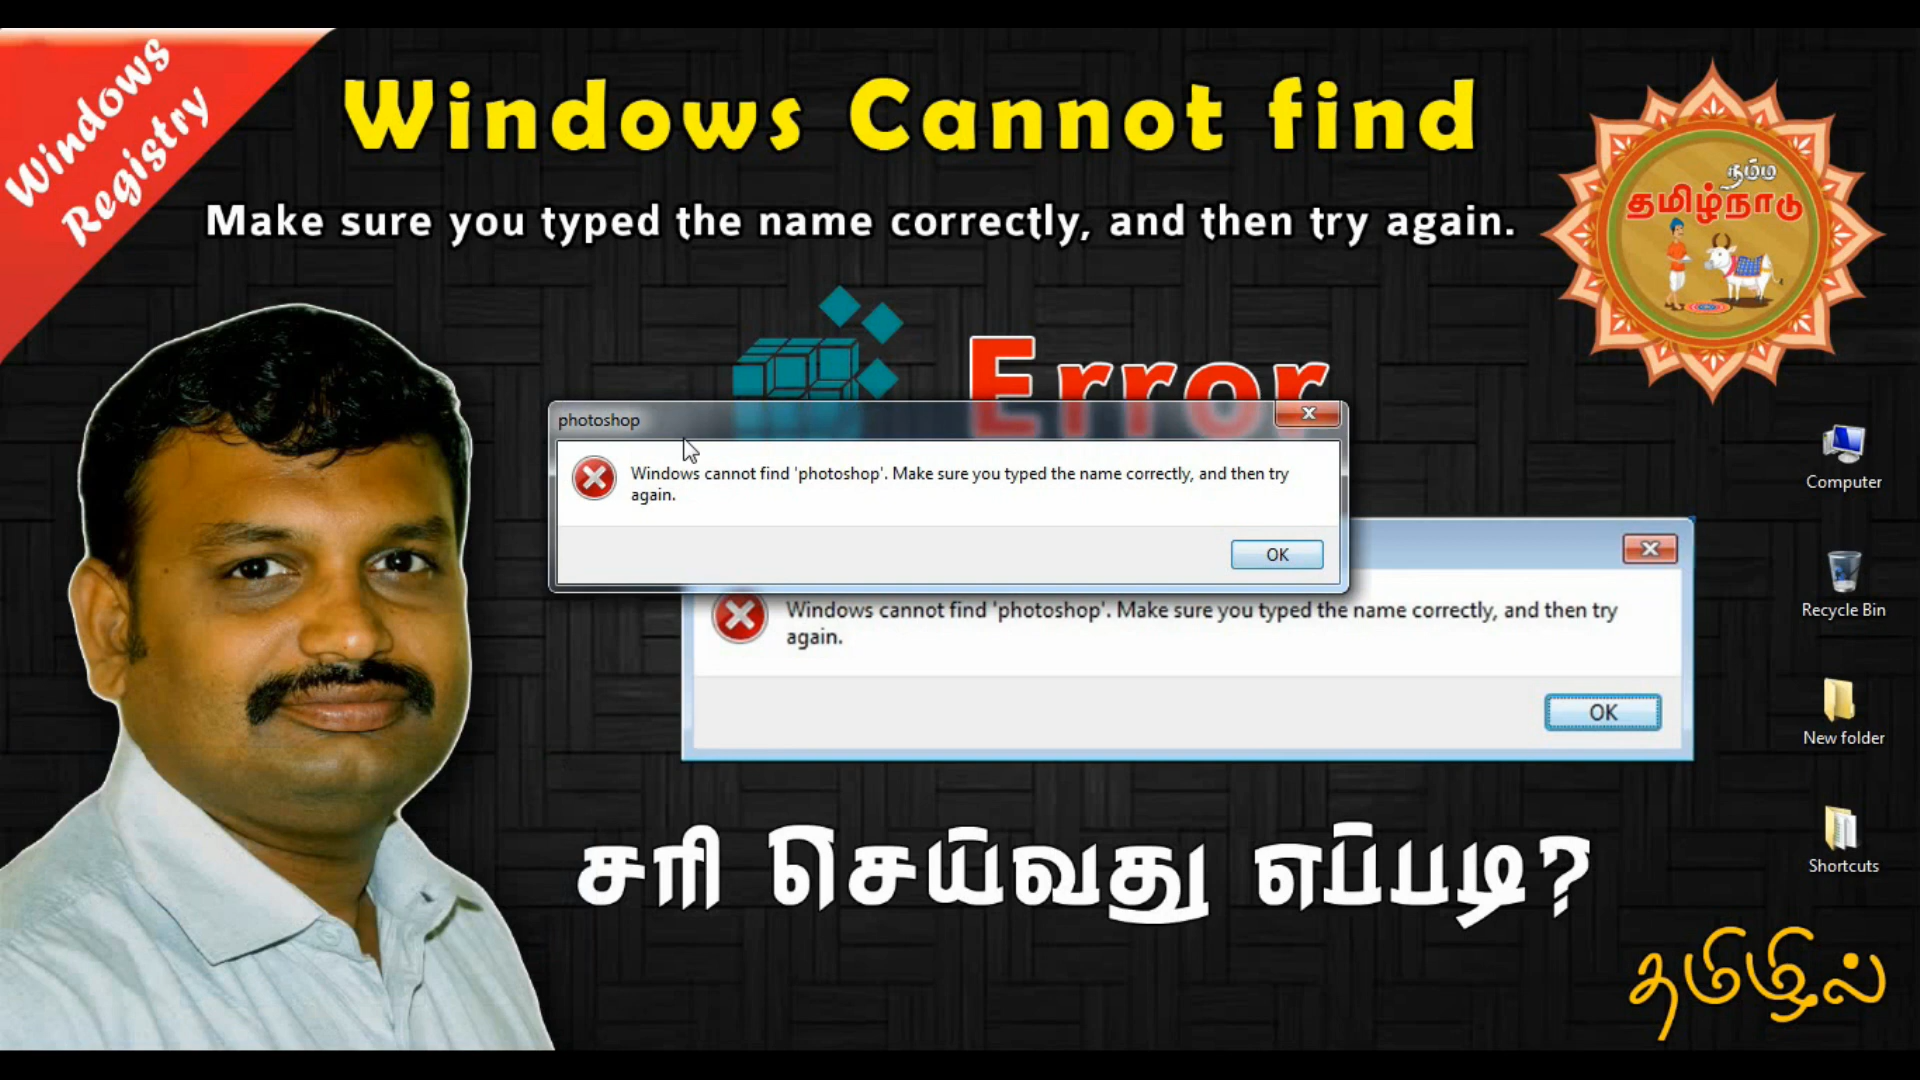 Windows
Registry
Windows Cannot find
Make sure you typed the name correctly, and then try again.
நம்ம
தமிழ்நாடு
Error
photoshop
Windows cannot find 'photoshop'. Make sure you typed the name correctly, and then try
again.
OK
Windows cannot find 'photoshop'. Make sure you typed the name correctly, and then try
again.
OK
Computer
Recycle Bin
New folder
Shortcuts
சரி செய்வது எப்படி?
தமிழில்